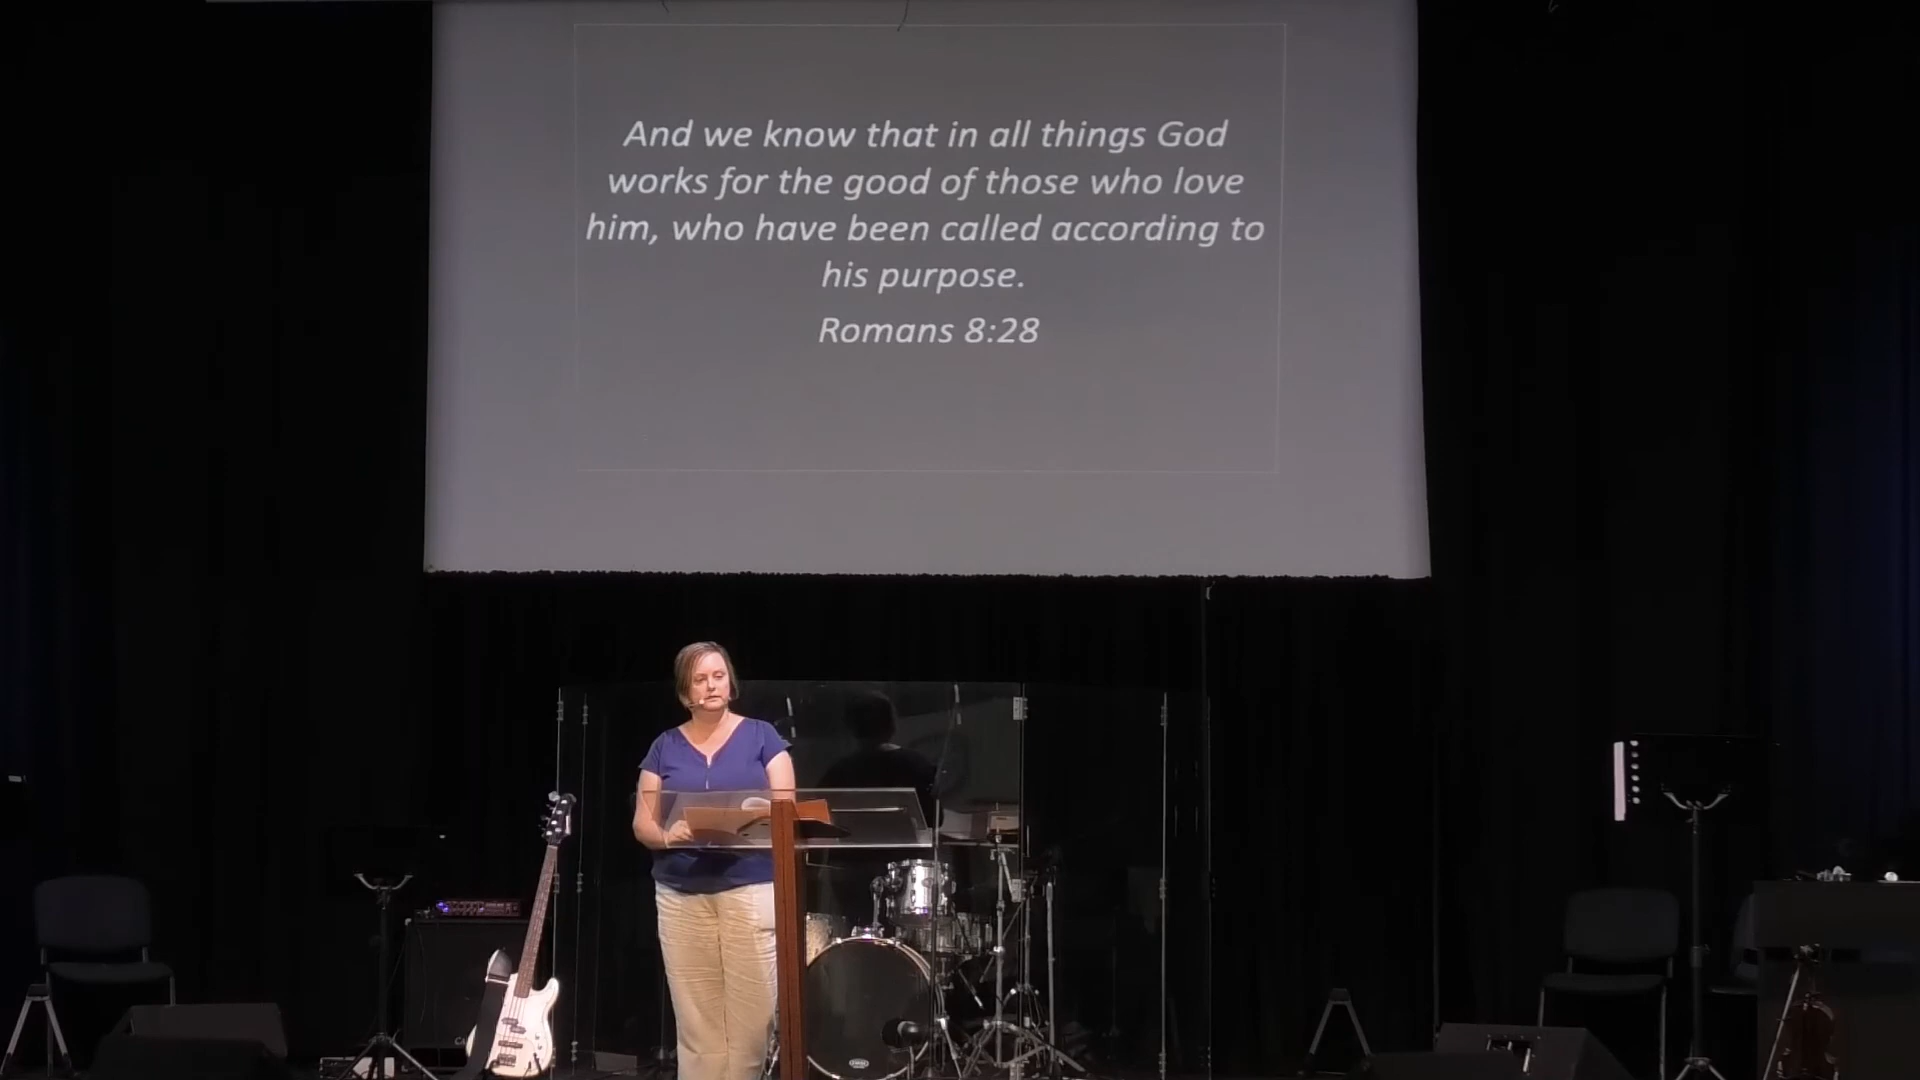 And we know that in all things God
works for the good of those who love
him, who have been called according to
his purpose.
Romans 8:28